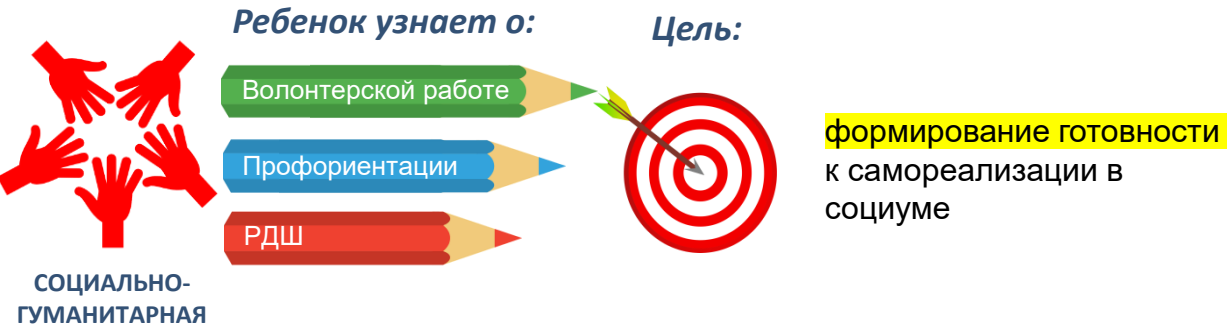 Ребенок узнает о:
Цель:
Волонтерской работе
Профориентации
РДШ
формирование готовности
к самореализации в
социуме
СОЦИАЛЬНО-
ГУМАНИТАРНАЯ